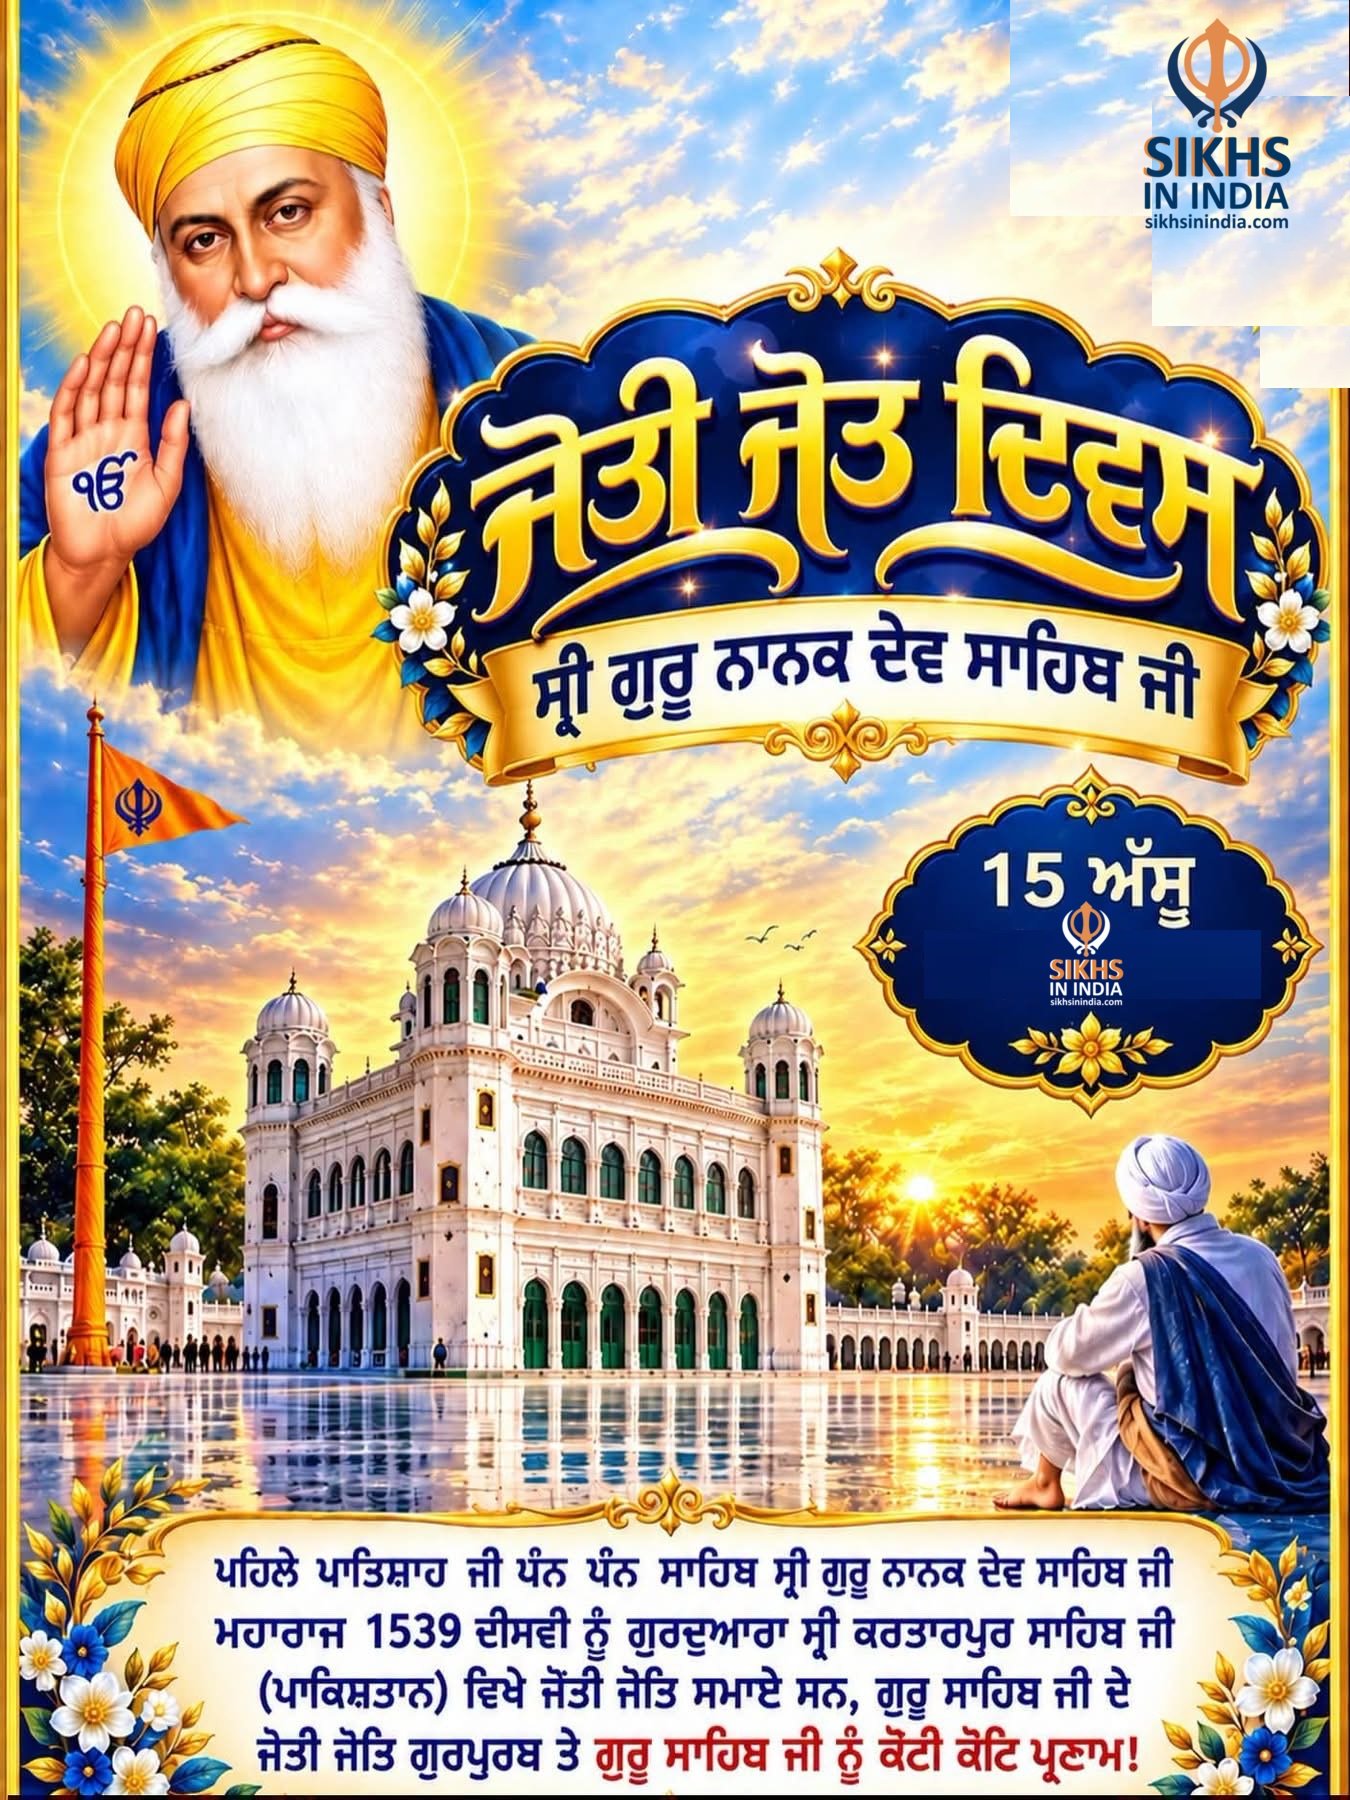 SIKHS
IN INDIA
sikhsinindia.com
ੴ
ਜੋਤੀ ਜੋਤ ਦਿਵਸ
ਸ੍ਰੀ ਗੁਰੂ ਨਾਨਕ ਦੇਵ ਸਾਹਿਬ ਜੀ
15 ਅੱਸੂ
SIKHS
IN INDIA
sikhsinindia.com
ਪਹਿਲੇ ਪਾਤਿਸ਼ਾਹ ਜੀ ਪੰਨ ਪੰਨ ਸਾਹਿਬ ਸ੍ਰੀ ਗੁਰੂ ਨਾਨਕ ਦੇਵ ਸਾਹਿਬ ਜੀ
ਮਹਾਰਾਜ 1539 ਦੀਸਵੀ ਨੂੰ ਗੁਰਦੁਆਰਾ ਸ੍ਰੀ ਕਰਤਾਰਪੁਰ ਸਾਹਿਬ ਜੀ
(ਪਾਕਿਸ਼ਤਾਨ) ਵਿਖੇ ਜੋਂਤੀ ਜੋਤਿ ਸਮਾਏ ਸਨ, ਗੁਰੂ ਸਾਹਿਬ ਜੀ ਦੇ
ਜੋਤੀ ਜੋਤਿ ਗੁਰਪੁਰਬ ਤੇ ਗੁਰੂ ਸਾਹਿਬ ਜੀ ਨੂੰ ਕੋਂਟੀ ਕੋਟਿ ਪ੍ਰਣਾਮ!